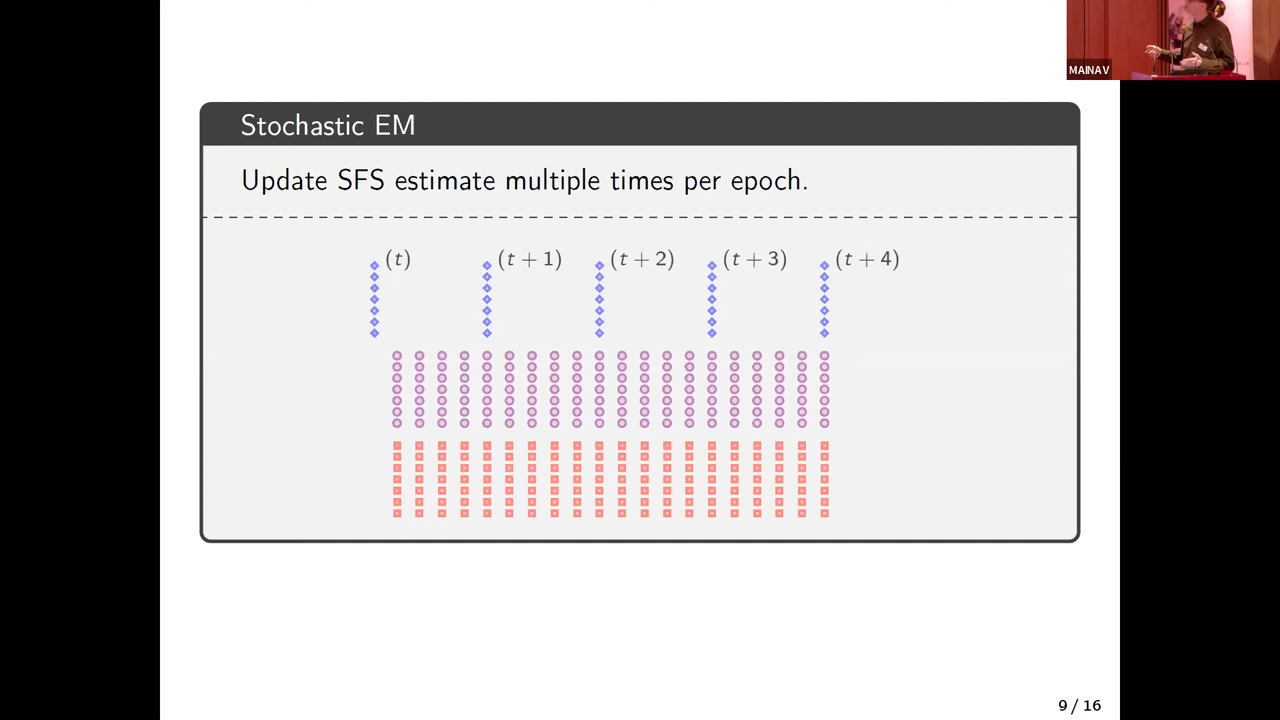 MAINAV
Stochastic EM
Update SFS estimate multiple times per epoch.
(t) (t + 1) (t + 2) (t + 3) (t + 4)
9 / 16